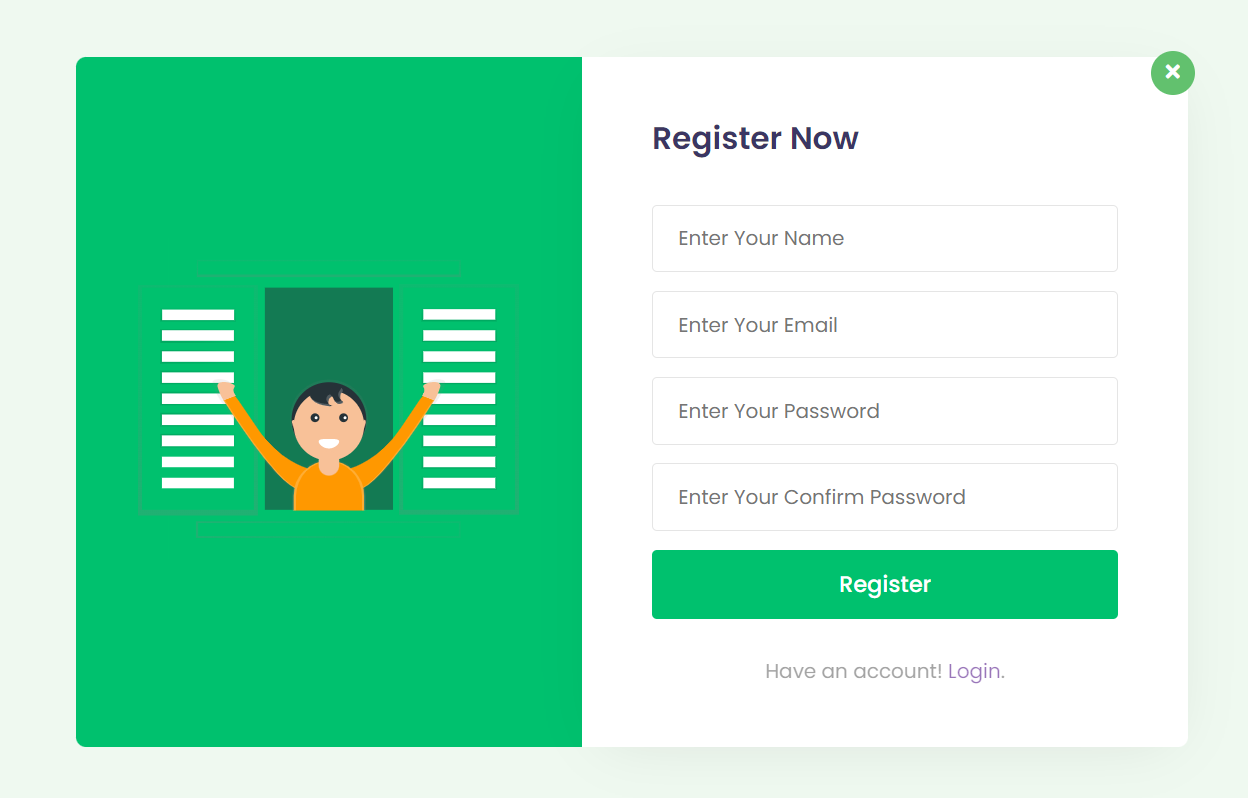 Register Now
Enter Your Name
Enter Your Email
Enter Your Password
Enter Your Confirm Password
Register
Have an account! Login.